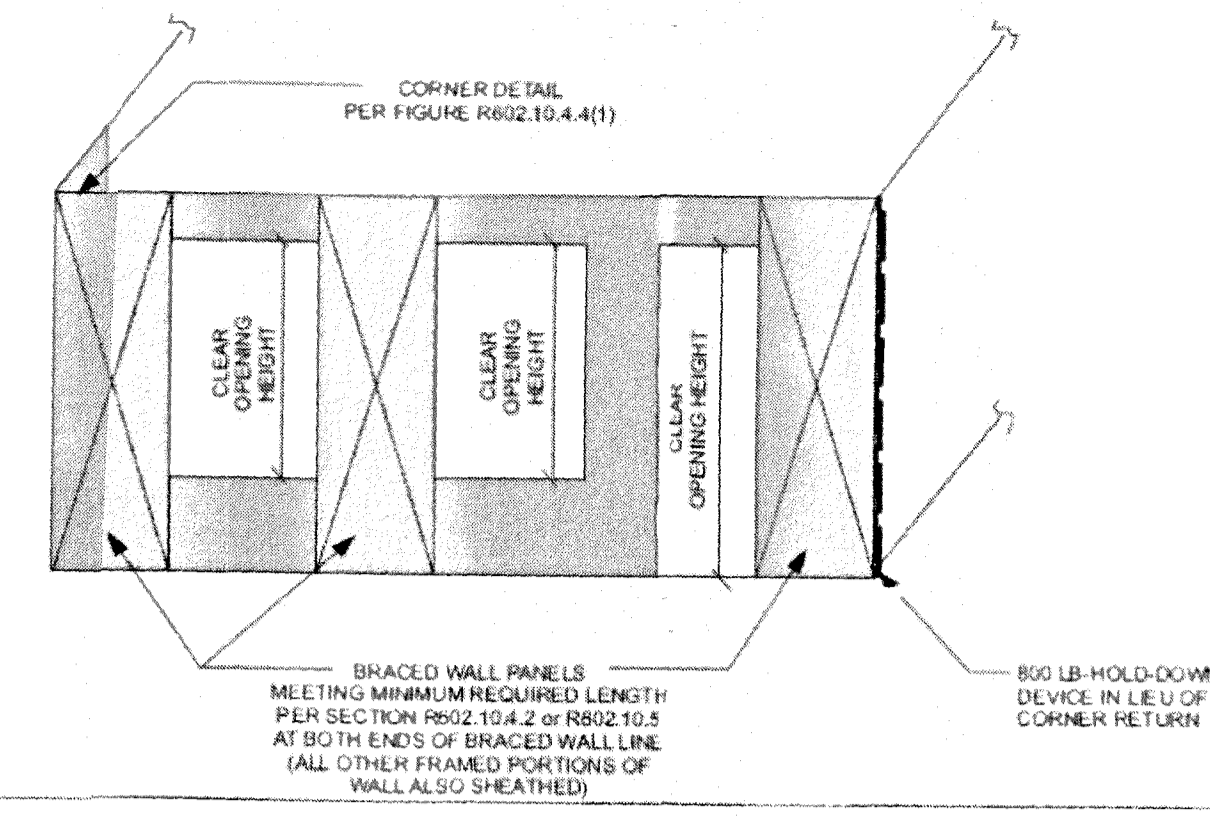 CORNER DETAIL
PER FIGURE R602.10.4.4(1)
CLEAR
OPENING
HEIGHT
CLEAR
OPENING
HEIGHT
CLEAR
OPENING HEIGHT
BRACED WALL PANELS
MEETING MINIMUM REQUIRED LENGTH
PER SECTION R602.10.4.2 or R602.10.5
AT BOTH ENDS OF BRACED WALL LINE
(ALL OTHER FRAMED PORTIONS OF
WALL ALSO SHEATHED)
800 LB-HOLD-DOWN
DEVICE IN LIEU OF
CORNER RETURN